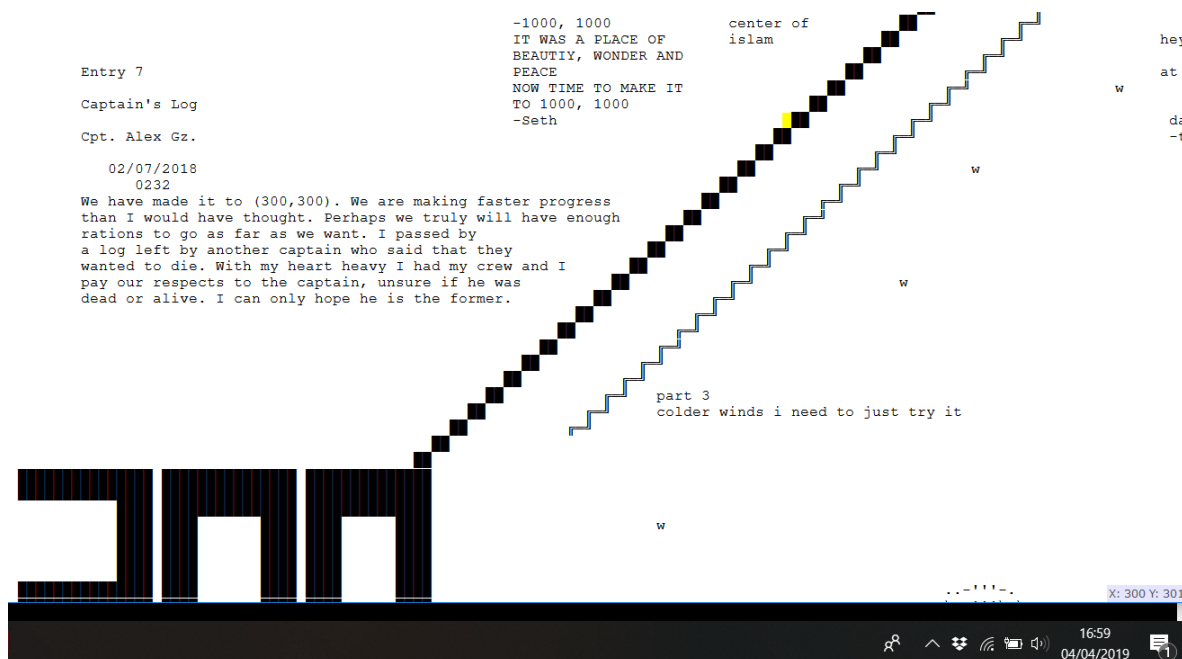 -1000, 1000
IT WAS A PLACE OF
BEAUTIY, WONDER AND
PEACE
NOW TIME TO MAKE IT
TO 1000, 1000
-Seth
center of
islam
hey
at
w
da
-t
Entry 7
Captain's Log
Cpt. Alex Gz.
02/07/2018
0232
We have made it to (300,300). We are making faster progress
than I would have thought. Perhaps we truly will have enough
rations to go as far as we want. I passed by
a log left by another captain who said that they
wanted to die. With my heart heavy I had my crew and I
pay our respects to the captain, unsure if he was
dead or alive. I can only hope he is the former.
w
w
part 3
colder winds i need to just try it
w
X: 300 Y: 301
16:59
04/04/2019
1